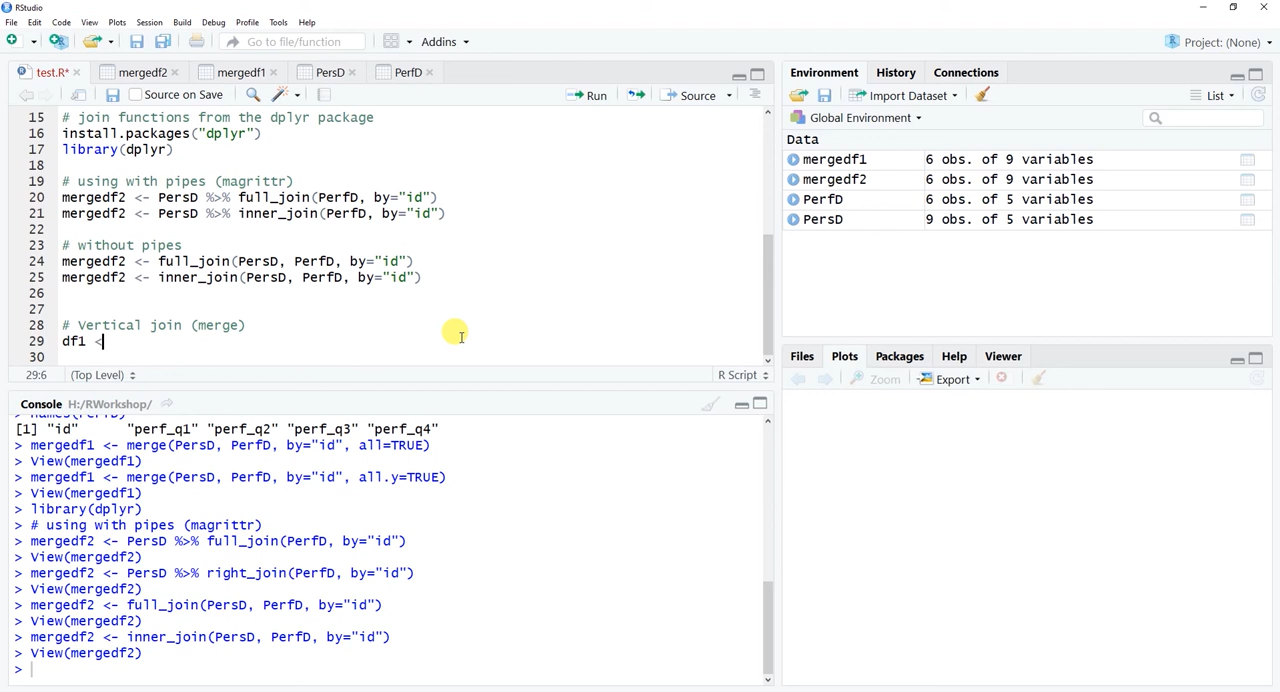 RStudio
File Edit Code View Plots Session Build Debug Profile Tools Help
Go to file/function Addins Project: (None)
test.R* mergedf2 mergedf1 PersD PerfD
Source on Save Run Source
15 # join functions from the dplyr package
16 install.packages("dplyr")
17 library(dplyr)
18
19 # using with pipes (magrittr)
20 mergedf2 <- PersD %>% full_join(PerfD, by="id")
21 mergedf2 <- PersD %>% inner_join(PerfD, by="id")
22
23 # without pipes
24 mergedf2 <- full_join(PersD, PerfD, by="id")
25 mergedf2 <- inner_join(PersD, PerfD, by="id")
26
27
28 # Vertical join (merge)
29 df1 <
30
29:6 (Top Level) R Script
Console H:/RWorkshop/
> names(PerfD)
[1] "id" "perf_q1" "perf_q2" "perf_q3" "perf_q4"
> mergedf1 <- merge(PersD, PerfD, by="id", all=TRUE)
> View(mergedf1)
> mergedf1 <- merge(PersD, PerfD, by="id", all.y=TRUE)
> View(mergedf1)
> library(dplyr)
> # using with pipes (magrittr)
> mergedf2 <- PersD %>% full_join(PerfD, by="id")
> View(mergedf2)
> mergedf2 <- PersD %>% right_join(PerfD, by="id")
> View(mergedf2)
> mergedf2 <- full_join(PersD, PerfD, by="id")
> View(mergedf2)
> mergedf2 <- inner_join(PersD, PerfD, by="id")
> View(mergedf2)
>
Environment History Connections
Import Dataset List
Global Environment
Data
mergedf1 6 obs. of 9 variables
mergedf2 6 obs. of 9 variables
PerfD 6 obs. of 5 variables
PersD 9 obs. of 5 variables
Files Plots Packages Help Viewer
Zoom Export